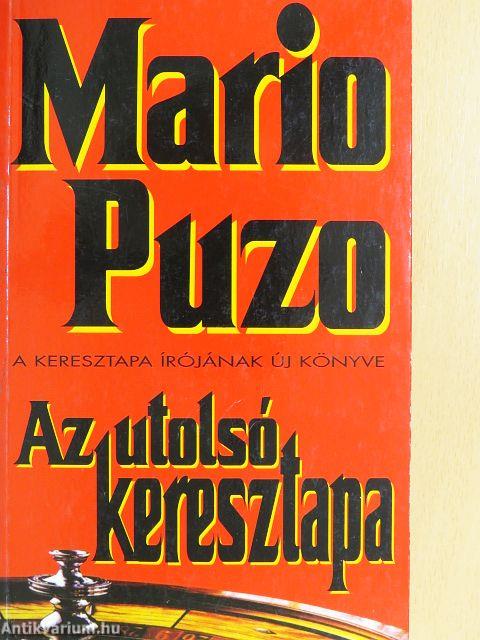 Mario
Puzo
A KERESZTAPA ÍRÓJÁNAK ÚJ KÖNYVE
Az utolsó
keresztapa
Antikvarium.hu